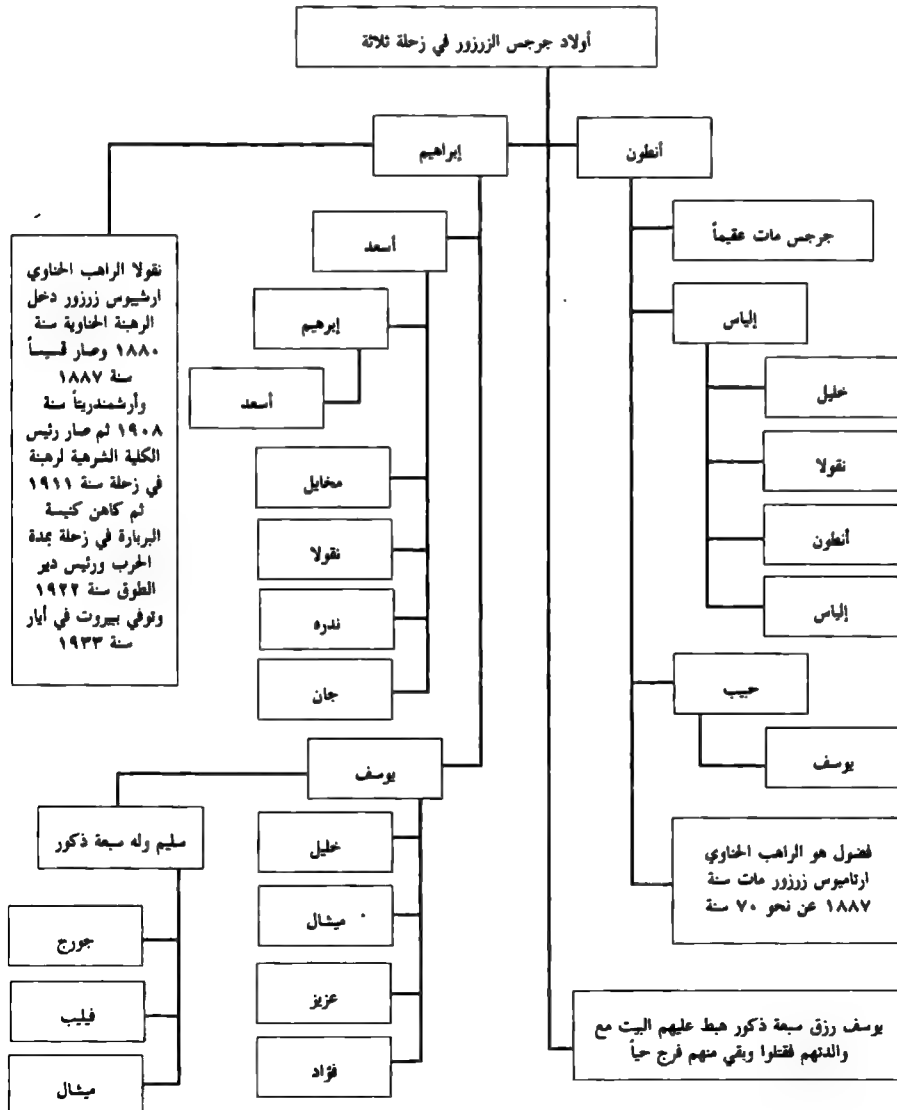 أولاد جرجس الزرزور في زحلة ثلاثة
أنطون
جرجس مات عقيماً
إلياس
خليل
نقولا
أنطون
إلياس
حبيب
يوسف
فضول هو الراهب الحناوي
ارتاميوس زرزور مات سنة
١٨٨٧ عن نحو ٧٠ سنة
إبراهيم
أسعد
إبرهيم
أسعد
مخايل
نقولا
ندره
جان
يوسف
خليل
ميشال
عزيز
فؤاد
سليم وله سبعة ذكور
جورج
فيليب
ميشال
نقولا الراهب الحناوي
ارشيبوس زرزور دخل
الرهبنة الحناوية سنة
١٨٨٠ وصار قسيساً
سنة ١٨٨٧
وأرشمندريتاً سنة
١٩٠٨ ثم صار رئيس
الكلية الشرهية لرهبنة
في زحلة سنة ١٩١١
ثم كاهن كنيسة
البربارة في زحلة بمدة
الحرب ورئيس دير
الطوق سنة ١٩٢٢
وتوفي ببيروت في أيار
سنة ١٩٣٣
يوسف رزق سبعة ذكور هبط عليهم البيت مع
والدتهم فقتلوا وبقي منهم فرج حياً